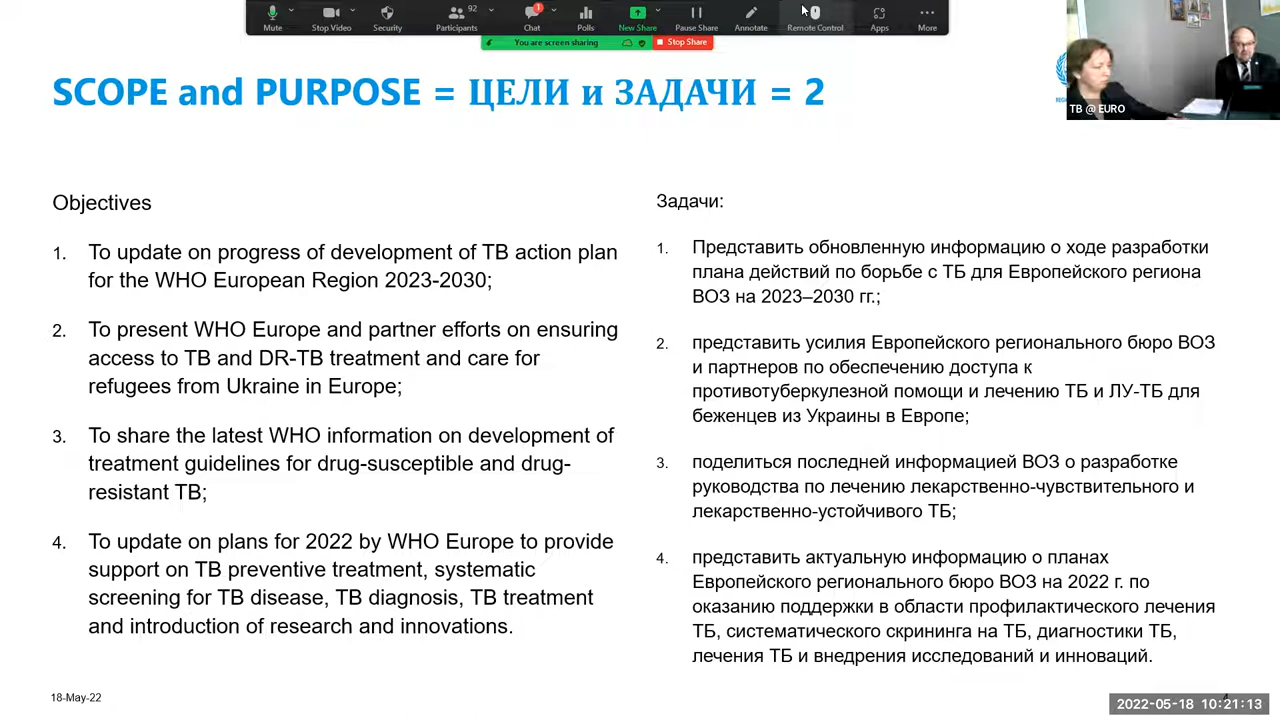 92
1
Mute
Stop Video
Security
Participants
Chat
Polls
New Share
Pause Share
Annotate
Remote Control
Apps
More
You are screen sharing
Stop Share
SCOPE and PURPOSE = ЦЕЛИ и ЗАДАЧИ = 2
TB @ EURO
Objectives
1. To update on progress of development of TB action plan
for the WHO European Region 2023-2030;
2. To present WHO Europe and partner efforts on ensuring
access to TB and DR-TB treatment and care for
refugees from Ukraine in Europe;
3. To share the latest WHO information on development of
treatment guidelines for drug-susceptible and drug-
resistant TB;
4. To update on plans for 2022 by WHO Europe to provide
support on TB preventive treatment, systematic
screening for TB disease, TB diagnosis, TB treatment
and introduction of research and innovations.
Задачи:
1. Представить обновленную информацию о ходе разработки
плана действий по борьбе с ТБ для Европейского региона
ВОЗ на 2023–2030 гг.;
2. представить усилия Европейского регионального бюро ВОЗ
и партнеров по обеспечению доступа к
противотуберкулезной помощи и лечению ТБ и ЛУ-ТБ для
беженцев из Украины в Европе;
3. поделиться последней информацией ВОЗ о разработке
руководства по лечению лекарственно-чувствительного и
лекарственно-устойчивого ТБ;
4. представить актуальную информацию о планах
Европейского регионального бюро ВОЗ на 2022 г. по
оказанию поддержки в области профилактического лечения
ТБ, систематического скрининга на ТБ, диагностики ТБ,
лечения ТБ и внедрения исследований и инноваций.
18-May-22
2022-05-18 10:21:13